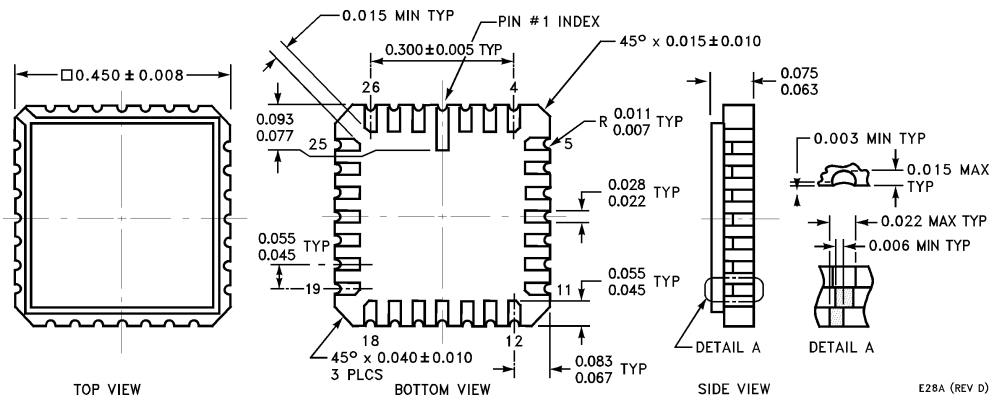 0.015 MIN TYP
PIN #1 INDEX
0.300±0.005 TYP
45° x 0.015±0.010
□0.450±0.008
26
4
0.075
0.063
0.093
0.077
25
R 0.011
0.007 TYP
5
0.003 MIN TYP
0.015 MAX
TYP
0.028
0.022 TYP
0.022 MAX TYP
0.006 MIN TYP
0.055
0.045 TYP
19
11
0.055
0.045 TYP
18
12
45° x 0.040±0.010
3 PLCS
0.083
0.067 TYP
DETAIL A
DETAIL A
TOP VIEW
BOTTOM VIEW
SIDE VIEW
E28A (REV D)